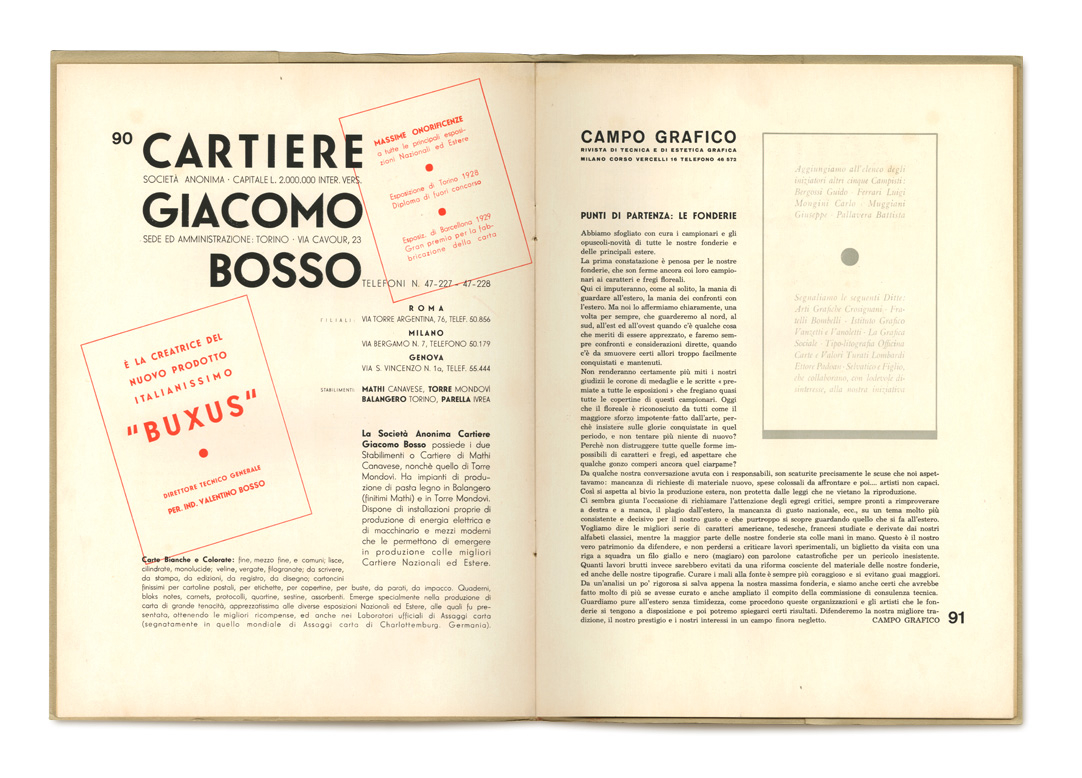 90
CARTIERE
SOCIETÀ ANONIMA · CAPITALE L. 2.000.000 INTER. VERS.
GIACOMO
SEDE ED AMMINISTRAZIONE: TORINO · VIA CAVOUR, 23
BOSSO
TELEFONI N. 47-227 - 47-228
MASSIME ONORIFICENZE
a tutte le principali esposi-
zioni Nazionali ed Estere
Esposizione di Torino 1928
Diploma di fuori concorso
Esposiz. di Barcellona 1929
Gran premio per la fab-
bricazione della carta
È LA CREATRICE DEL
NUOVO PRODOTTO
ITALIANISSIMO
"BUXUS"
DIRETTORE TECNICO GENERALE
PER. IND. VALENTINO BOSSO
ROMA
FILIALI: VIA TORRE ARGENTINA, 76, TELEF. 50.856
MILANO
VIA BERGAMO N. 7, TELEFONO 50.179
GENOVA
VIA S. VINCENZO N. 1a, TELEF. 55.444
STABILIMENTI: MATHI CANAVESE, TORRE MONDOVI
BALANGERO TORINO, PARELLA IVREA
La Società Anonima Cartiere
Giacomo Bosso possiede i due
Stabilimenti o Cartiere di Mathi
Canavese, nonchè quello di Torre
Mondovì. Ha impianti di produ-
zione di pasta legno in Balangera
(finitimi Mathi) e in Torre Mondovì.
Dispone di installazioni proprie di
produzione di energia elettrica e
di macchinario e mezzi moderni
che le permettono di emergere
in produzione colle migliori
Cartiere Nazionali ed Estere.
Carte Bianche e Colorate: fine, mezzo fine, e comuni; lisce,
cilindrate, monolucide; veline, vergate, filogranate; da scrivere,
da stampa, da edizioni, da registro, da disegno; cartoncini
finissimi per cartoline postali, per etichette, per copertine, per buste, da parati, da impacco. Quaderni,
bloks notes, carnets, protocolli, quartine, sestine, assorbenti. Emerge specialmente nella produzione di
carta di grande tenacità, apprezzatissima alle diverse esposizioni Nazionali ed Estere, alle quali fu pre-
sentata, ottenendo le migliori ricompense, ed anche nei Laboratori ufficiali di Assaggi carta
(segnatamente in quello mondiale di Assaggi carta di Charlottemburg. Germania).
CAMPO GRAFICO
RIVISTA DI TECNICA E DI ESTETICA GRAFICA
MILANO CORSO VERCELLI 16 TELEFONO 46 573
PUNTI DI PARTENZA: LE FONDERIE
Abbiamo sfogliato con cura i campionari e gli
opuscoli-novità di tutte le nostre fonderie e
delle principali estere.
La prima constatazione è penosa per le nostre
fonderie, che son ferme ancora coi loro campio-
nari ai caratteri e fregi floreali.
Qui ci imputeranno, come al solito, la mania di
guardare all'estero, la mania dei confronti con
l'estero. Ma noi lo affermiamo chiaramente, una
volta per sempre, che guarderemo al nord, al
sud, all'est ed all'ovest quando c'è qualche cosa
che meriti di essere apprezzato, e faremo sem-
pre confronti e considerazioni dirette, quando
c'è da smuovere certi allori troppo facilmente
conquistati e mantenuti.
Non renderanno certamente più miti i nostri
giudizii le corone di medaglie e le scritte « pre-
miate a tutte le esposizioni » che fregiano quasi
tutte le copertine di questi campionari. Oggi
che il floreale è riconosciuto da tutti come il
maggiore sforzo impotente fatto dall'arte, per-
chè insistere sulle glorie conquistate in quel
periodo, e non tentare più niente di nuovo?
Perchè non distruggere tutte quelle forme im-
possibili di caratteri e fregi, ed aspettare che
qualche gonzo comperi ancora quel ciarpame?
Da qualche nostra conversazione avuta con i responsabili, son scaturite precisamente le scuse che noi aspet-
tavamo: mancanza di richieste di materiale nuovo, spese colossali da affrontare e poi.... artisti non capaci.
Così si aspetta al bivio la produzione estera, non protetta dalle leggi che ne vietano la riproduzione.
Ci sembra giunta l'occasione di richiamare l'attenzione degli egregi critici, sempre pronti a rimproverare
a destra e a manca, il plagio dall'estero, la mancanza di gusto nazionale, ecc., su un tema molto più
consistente e decisivo per il nostro gusto e che purtroppo si scopre guardando quello che si fa all'estero.
Vogliamo dire le migliori serie di caratteri americane, tedesche, francesi studiate e derivate dai nostri
alfabeti classici, mentre la maggior parte delle nostre fonderie sta colle mani in mano. Questo è il nostro
vero patrimonio da difendere, e non perdersi a criticare lavori sperimentali, un biglietto da visita con una
riga a squadra e un filo giallo e nero (magiaro) con parolone catastrofiche per un pericolo inesistente.
Quanti lavori brutti invece sarebbero evitati da una riforma cosciente del materiale delle nostre fonderie,
ed anche delle nostre tipografie. Curare i mali alla fonte è sempre più coraggioso e si evitano guai maggiori.
Da un'analisi un po' rigorosa si salva appena la nostra massima fonderia, e siamo anche certi che avrebbe
fatto molto di più se avesse curato e anche ampliato il compito della commissione di consulenza tecnica.
Guardiamo pure all'estero senza timidezza, come procedono queste organizzazioni e gli artisti che le fon-
derie si tengono a disposizione e poi potremo spiegarci certi risultati. Difenderemo la nostra migliore tra-
dizione, il nostro prestigio e i nostri interessi in un campo finora negletto. CAMPO GRAFICO
91
Aggiungiamo all'elenco degli
iniziatori altri cinque Campisti:
Borgossi Guido - Ferrari Luigi
Mongini Carlo - Muggiani
Giuseppe - Pallavera Battista
Segnaliamo le seguenti Ditte:
Arti Grafiche Crespi - Fra-
telli Bombelli - Istituto Grafico
Vanzetti e Vanoletti - La Grafica
Sociale - Tipo-litografia Officina
Carte e Valori Turati Lombardi
Ettore Padoan - Salvatico e Figlio,
che collaborano, con lodevole di-
sinteresse, alla nostra iniziativa